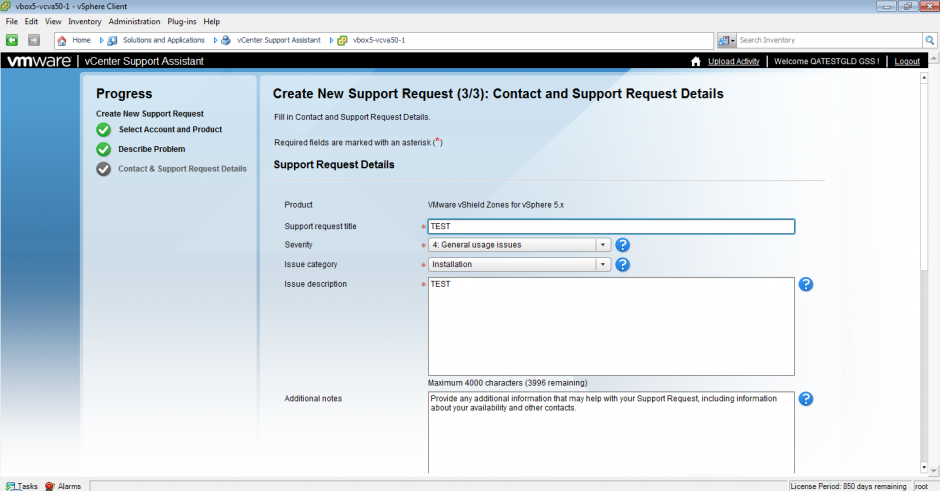 vbox5-vcva50-1 - vSphere Client
File Edit View Inventory Administration Plug-ins Help
Home Solutions and Applications vCenter Support Assistant vbox5-vcva50-1 Search Inventory
vmware | vCenter Support Assistant Upload Activity | Welcome QATESTGLD GSS ! | Logout
Progress
Create New Support Request
Select Account and Product
Describe Problem
Contact & Support Request Details
Create New Support Request (3/3): Contact and Support Request Details
Fill in Contact and Support Request Details.
Required fields are marked with an asterisk (*)
Support Request Details
Product VMware vShield Zones for vSphere 5.x
Support request title * TEST
Severity * 4: General usage issues ?
Issue category * Installation ?
Issue description * TEST ?
Maximum 4000 characters (3996 remaining)
Additional notes Provide any additional information that may help with your Support Request, including information ?
about your availability and other contacts.
Tasks Alarms License Period: 850 days remaining root